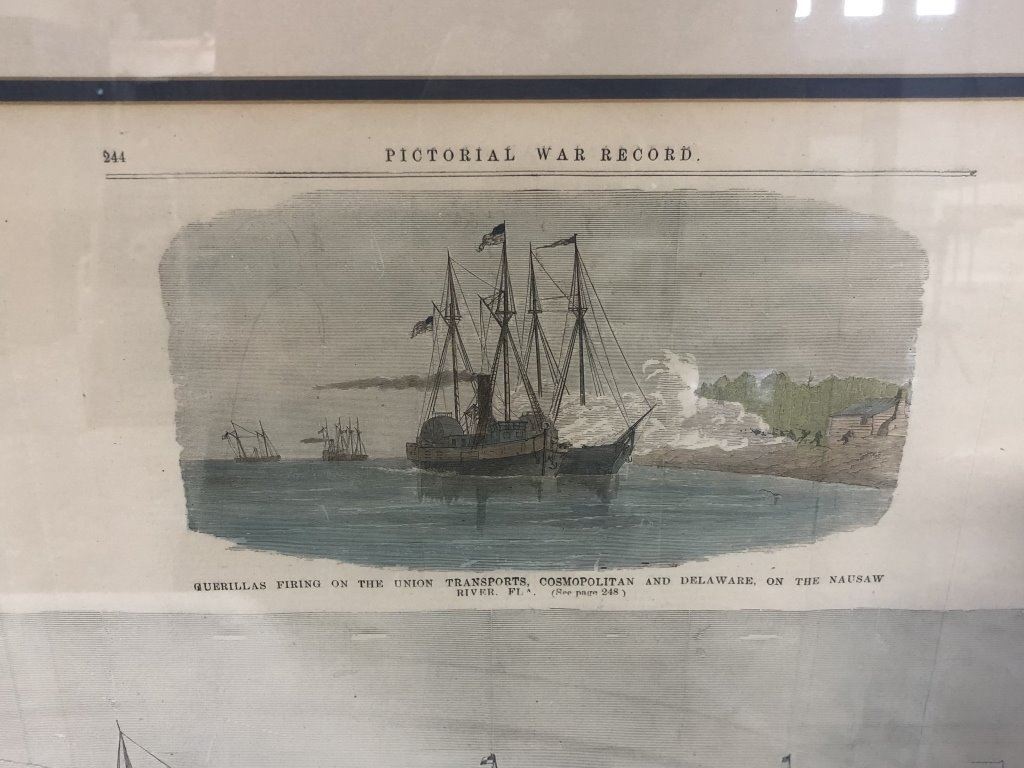 244
PICTORIAL WAR RECORD.
GUERILLAS FIRING ON THE UNION TRANSPORTS, COSMOPOLITAN AND DELAWARE, ON THE NAUSAW
RIVER, FLA. (See page 248)